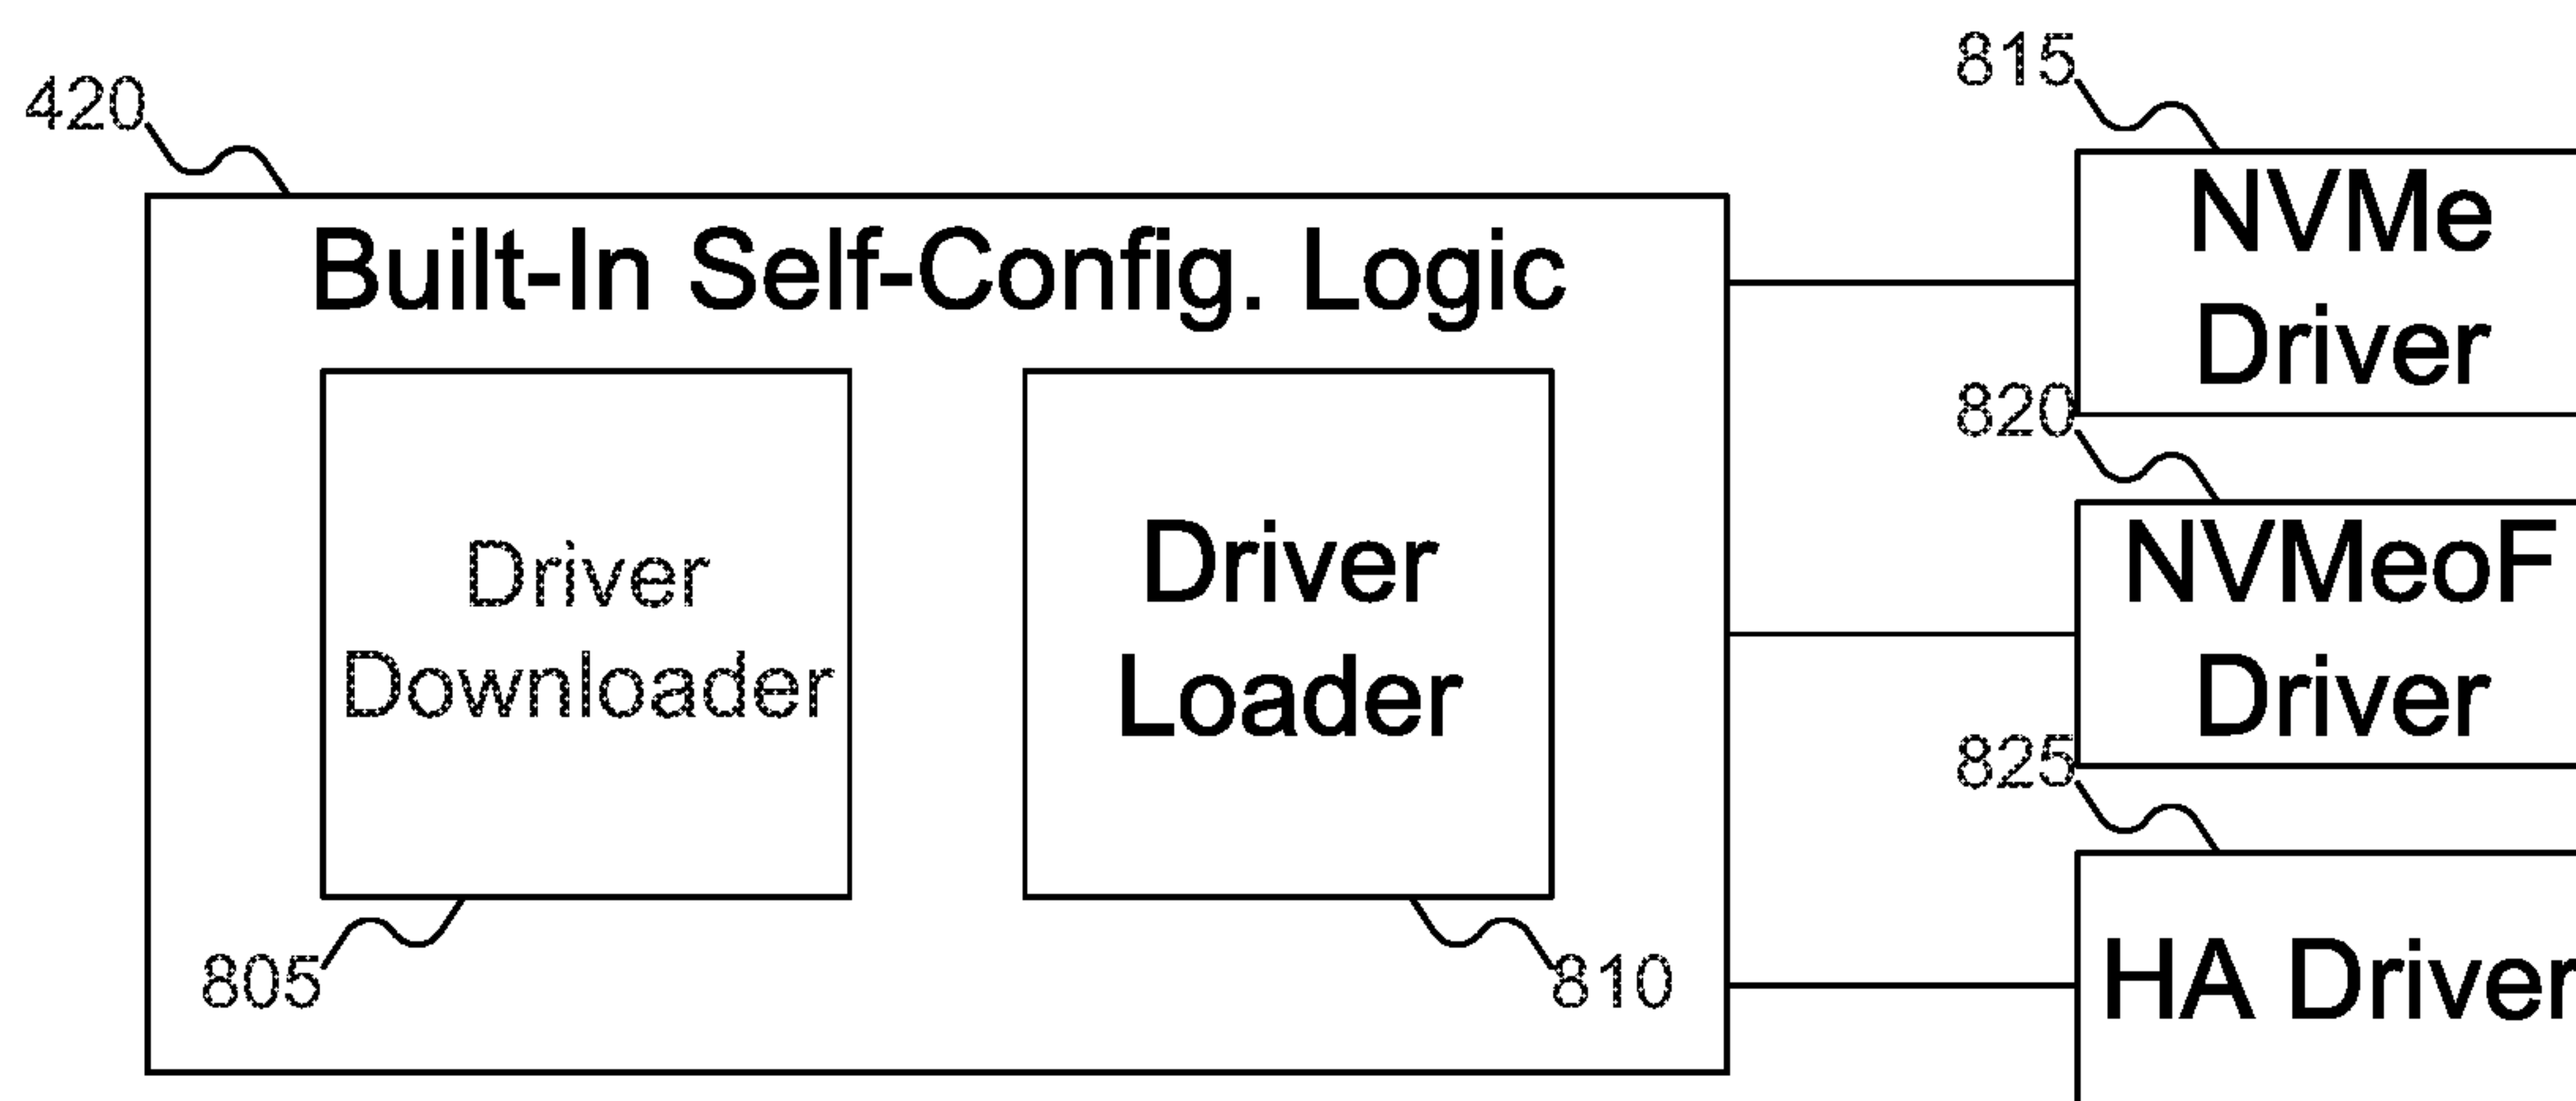 815
420
NVMe
Driver
Built-In Self-Config. Logic
820
NVMeoF
Driver
Driver
Downloader
Driver
Loader
825
HA Driver
805
810